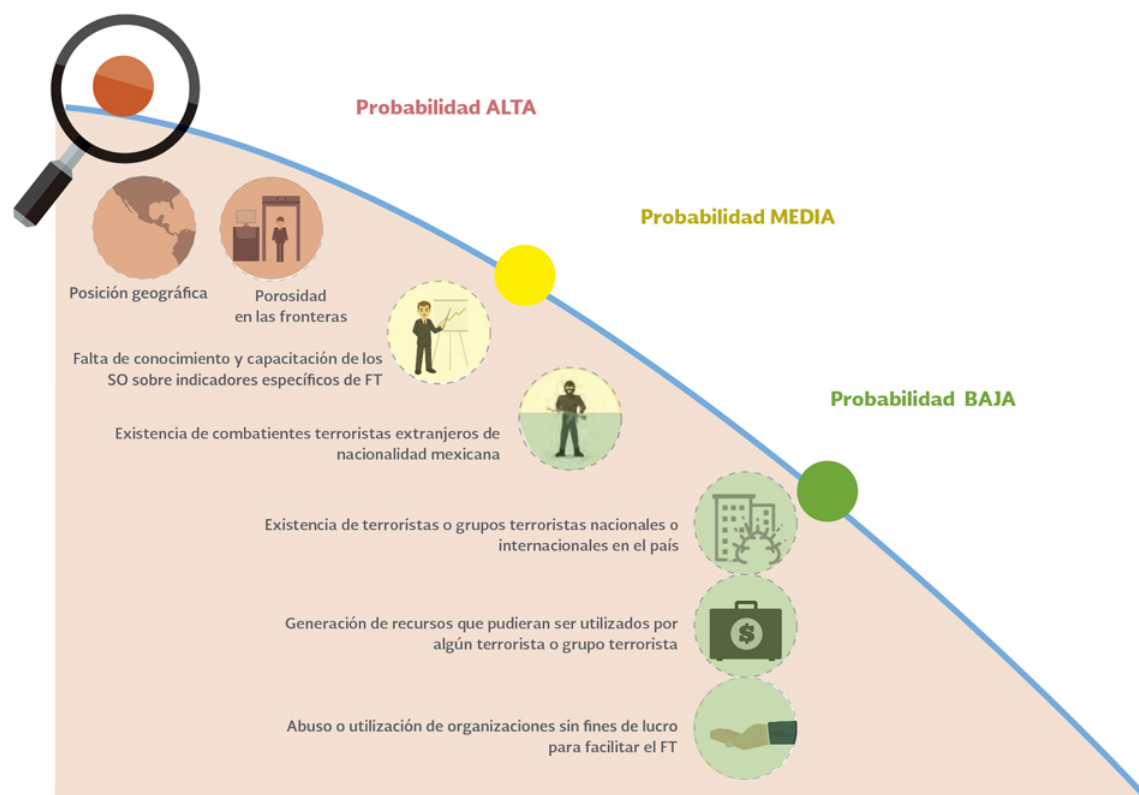 Probabilidad ALTA
Probabilidad MEDIA
Posición geográfica
Porosidad
en las fronteras
Falta de conocimiento y capacitación de los
SO sobre indicadores específicos de FT
Probabilidad BAJA
Existencia de combatientes terroristas extranjeros de
nacionalidad mexicana
Existencia de terroristas o grupos terroristas nacionales o
internacionales en el país
Generación de recursos que pudieran ser utilizados por
algún terrorista o grupo terrorista
$
Abuso o utilización de organizaciones sin fines de lucro
para facilitar el FT